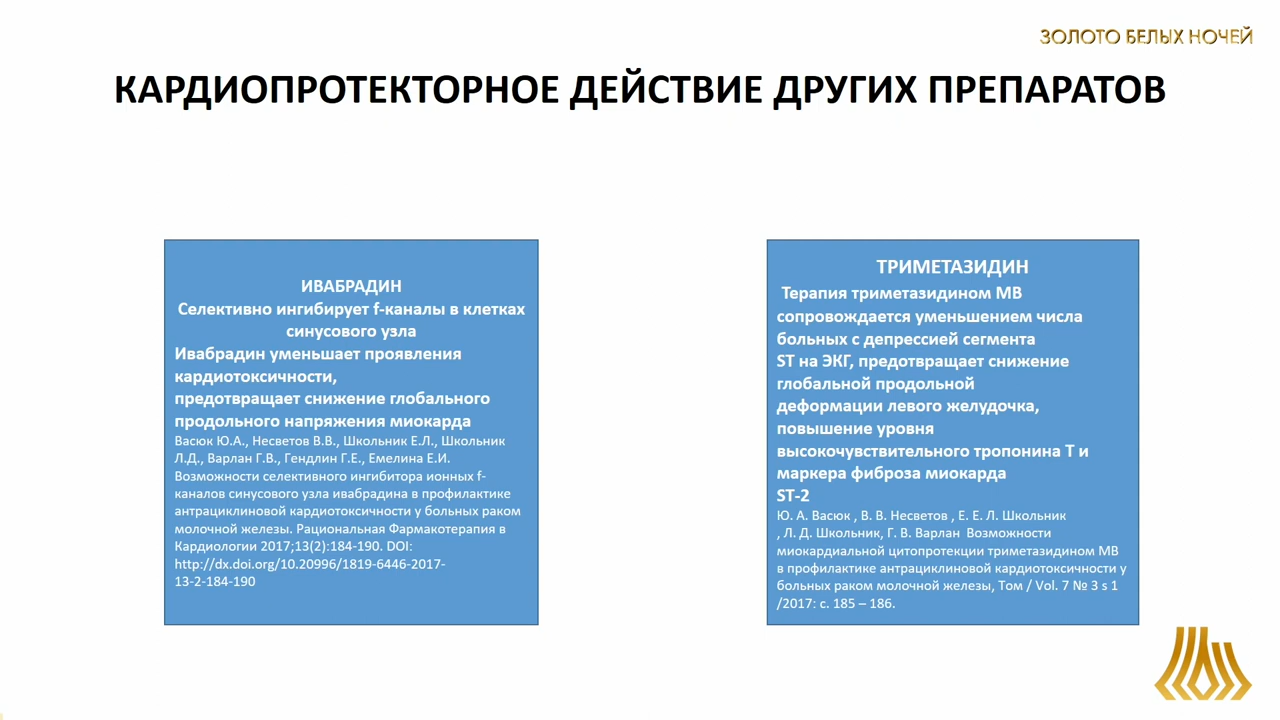 ЗОЛОТО БЕЛЫХ НОЧЕЙ
КАРДИОПРОТЕКТОРНОЕ ДЕЙСТВИЕ ДРУГИХ ПРЕПАРАТОВ
ИВАБРАДИН
Селективно ингибирует f-каналы в клетках
синусового узла
Ивабрадин уменьшает проявления
кардиотоксичности,
предотвращает снижение глобального
продольного напряжения миокарда
Васюк Ю.А., Несветов В.В., Школьник Е.Л., Школьник
Л.Д., Варлан Г.В., Гендлин Г.Е., Емелина Е.И.
Возможности селективного ингибитора ионных f-
каналов синусового узла ивабрадина в профилактике
антрациклиновой кардиотоксичности у больных раком
молочной железы. Рациональная Фармакотерапия в
Кардиологии 2017;13(2):184-190. DOI:
http://dx.doi.org/10.20996/1819-6446-2017-
13-2-184-190
ТРИМЕТАЗИДИН
Терапия триметазидином МВ
сопровождается уменьшением числа
больных с депрессией сегмента
ST на ЭКГ, предотвращает снижение
глобальной продольной
деформации левого желудочка,
повышение уровня
высокочувствительного тропонина Т и
маркера фиброза миокарда
ST-2
Ю. А. Васюк , В. В. Несветов , Е. Е. Л. Школьник
, Л. Д. Школьник, Г. В. Варлан Возможности
миокардиальной цитопротекции триметазидином МВ
в профилактике антрациклиновой кардиотоксичности у
больных раком молочной железы, Том / Vol. 7 № 3 s 1
/2017: с. 185 – 186.